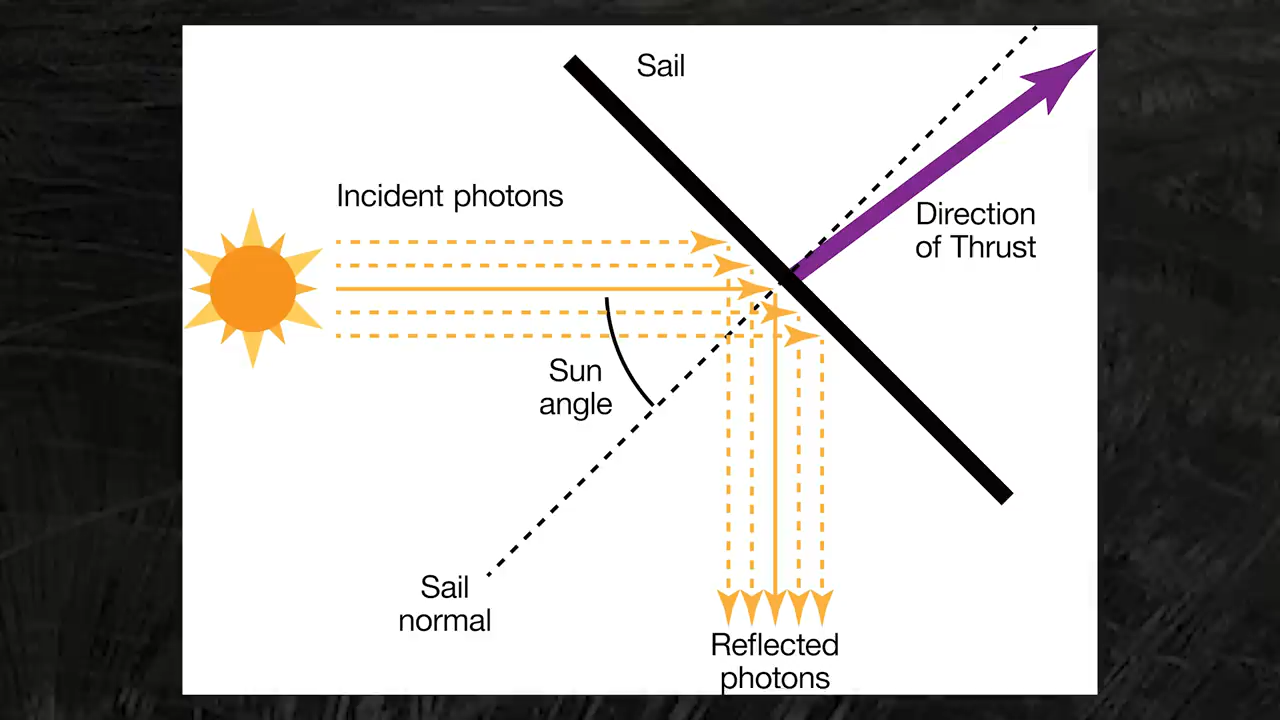 Sail
Incident photons
Direction
of Thrust
Sun
angle
Sail
normal
Reflected
photons